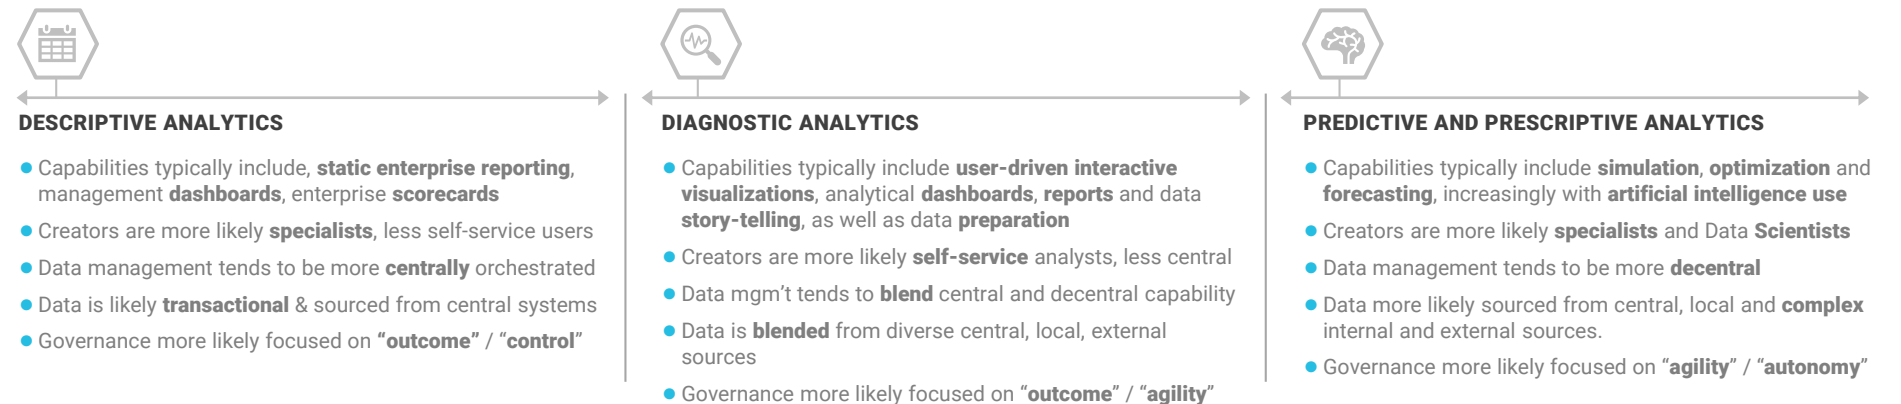 DESCRIPTIVE ANALYTICS
Capabilities typically include, static enterprise reporting,
management dashboards, enterprise scorecards
Creators are more likely specialists, less self-service users
Data management tends to be more centrally orchestrated
Data is likely transactional & sourced from central systems
Governance more likely focused on “outcome” / “control”
DIAGNOSTIC ANALYTICS
Capabilities typically include user-driven interactive
visualizations, analytical dashboards, reports and data
story-telling, as well as data preparation
Creators are more likely self-service analysts, less central
Data mgm’t tends to blend central and decentral capability
Data is blended from diverse central, local, external
sources
Governance more likely focused on “outcome” / “agility”
PREDICTIVE AND PRESCRIPTIVE ANALYTICS
Capabilities typically include simulation, optimization and
forecasting, increasingly with artificial intelligence use
Creators are more likely specialists and Data Scientists
Data management tends to be more decentral
Data more likely sourced from central, local and complex
internal and external sources.
Governance more likely focused on “agility” / “autonomy”